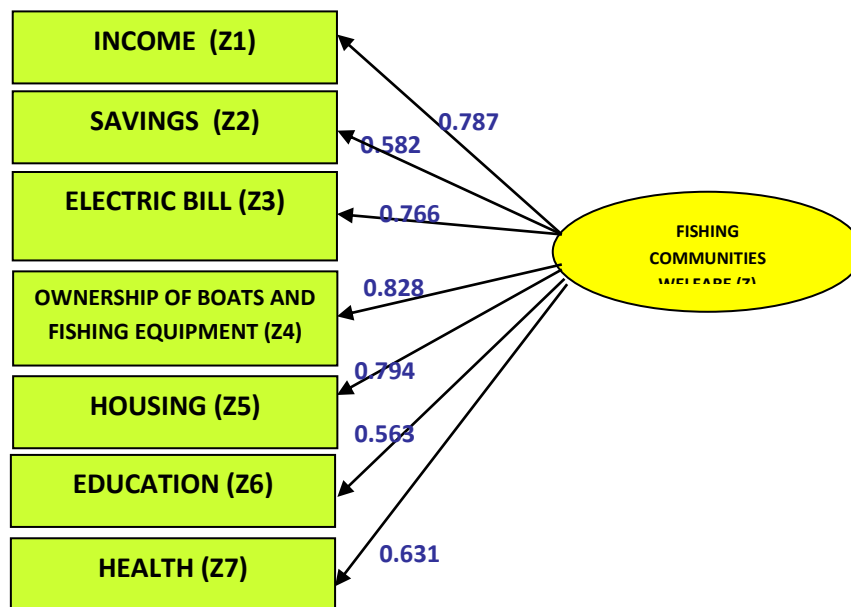 INCOME (Z1)
0.787
SAVINGS (Z2)
0.582
ELECTRIC BILL (Z3)
0.766
FISHING
COMMUNITIES
WELFARE (Z)
OWNERSHIP OF BOATS AND
FISHING EQUIPMENT (Z4)
0.828
HOUSING (Z5)
0.794
EDUCATION (Z6)
0.563
HEALTH (Z7)
0.631